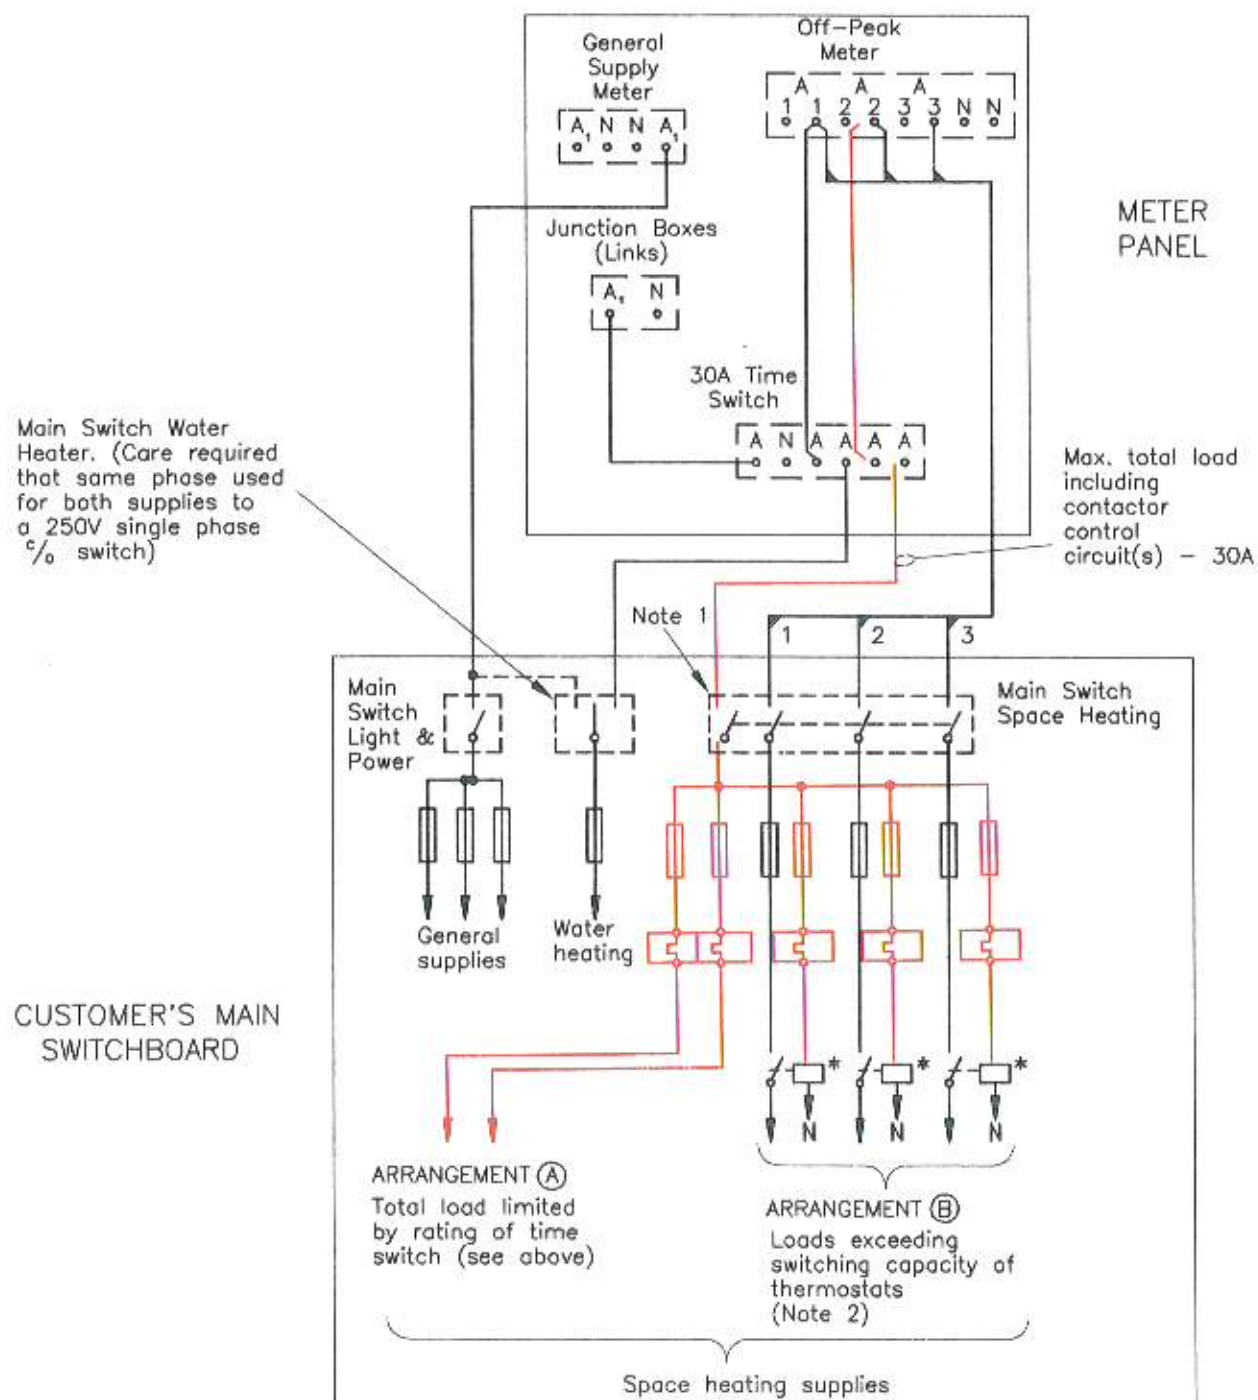 Off-Peak
Meter
General
Supply
Meter
A A A
1 1 2 2 3 3 N N
A₁ N N A₁
METER
PANEL
Junction Boxes
(Links)
A₁ N
30A Time
Switch
A N A A A A
Main Switch Water
Heater. (Care required
that same phase used
for both supplies to
a 250V single phase
c/o switch)
Max. total load
including
contactor
control
circuit(s) - 30A
Note 1
1 2 3
Main
Switch
Light &
Power
Main Switch
Space Heating
General
supplies
Water
heating
CUSTOMER'S MAIN
SWITCHBOARD
* * *
N N N
ARRANGEMENT Ⓐ
Total load limited
by rating of time
switch (see above)
ARRANGEMENT Ⓑ
Loads exceeding
switching capacity of
thermostats
(Note 2)
Space heating supplies